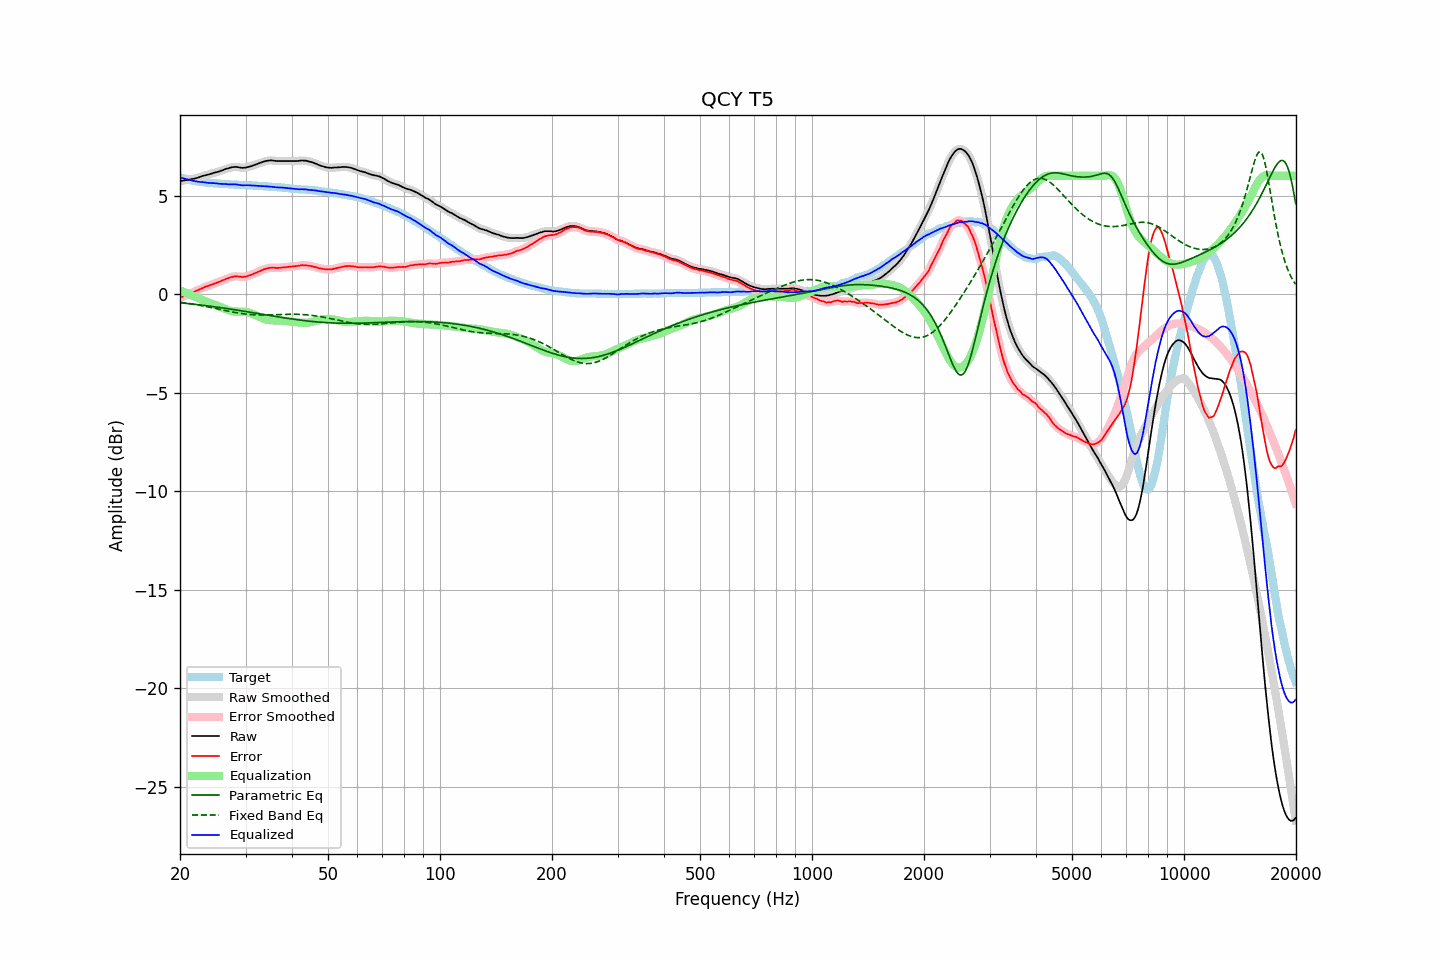 QCY T5
5
0
−5
−10
−15
−20
−25
Amplitude (dBr)
Target
Raw Smoothed
Error Smoothed
Raw
Error
Equalization
Parametric Eq
Fixed Band Eq
Equalized
20 50 100 200 500 1000 2000 5000 10000 20000
Frequency (Hz)